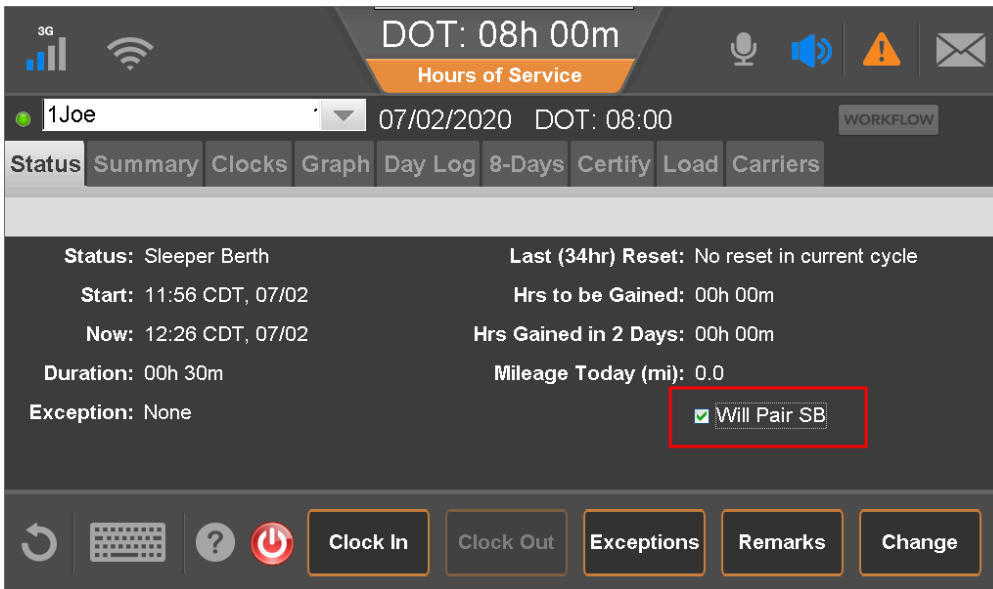 3G
DOT: 08h 00m
Hours of Service
1Joe
07/02/2020 DOT: 08:00
WORKFLOW
Status Summary Clocks Graph Day Log 8-Days Certify Load Carriers
Status: Sleeper Berth
Last (34hr) Reset: No reset in current cycle
Start: 11:56 CDT, 07/02
Hrs to be Gained: 00h 00m
Now: 12:26 CDT, 07/02
Hrs Gained in 2 Days: 00h 00m
Duration: 00h 30m
Mileage Today (mi): 0.0
Exception: None
Will Pair SB
? Clock In Clock Out Exceptions Remarks Change